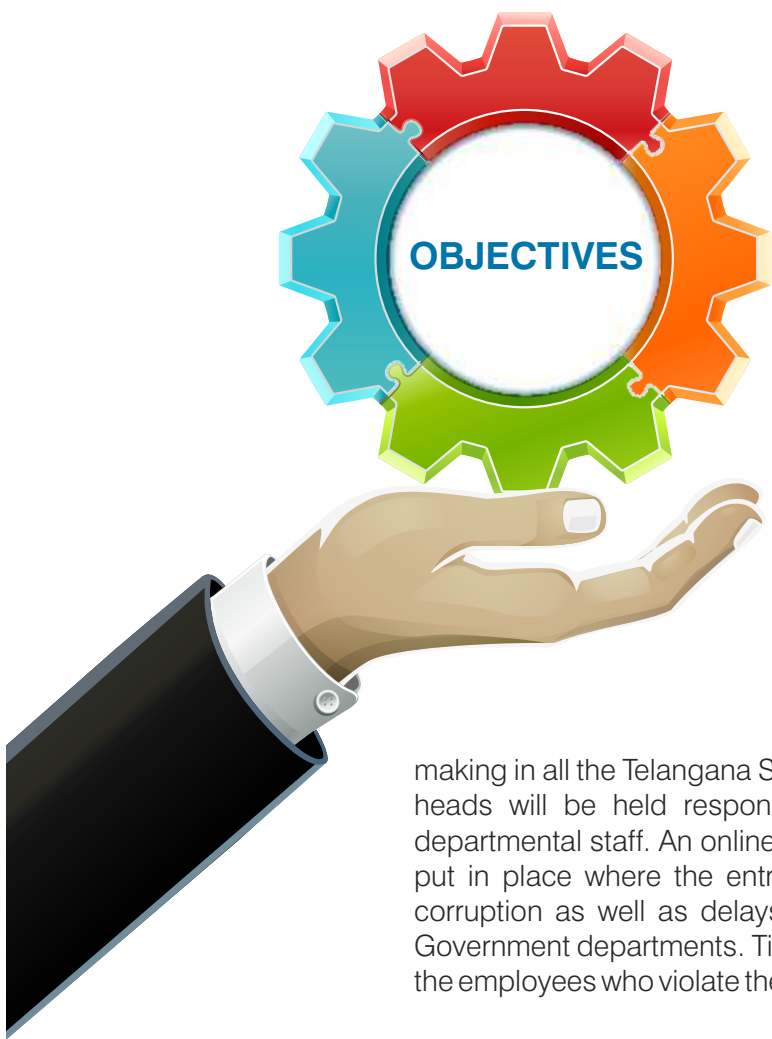 OBJECTIVES
making in all the Telangana S
heads will be held respon
departmental staff. An online
put in place where the entr
corruption as well as delays
Government departments. Ti
the employees who violate the